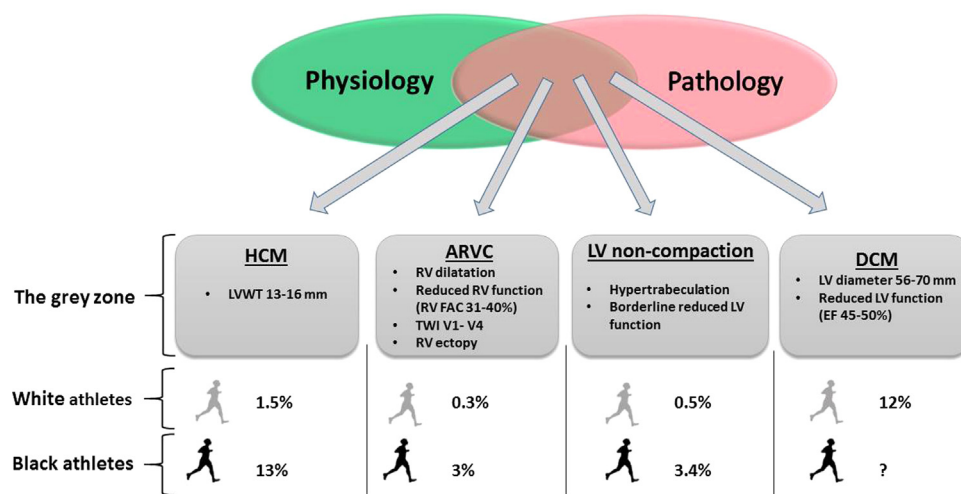 Physiology
Pathology
The grey zone
HCM
• LVWT 13-16 mm
ARVC
• RV dilatation
• Reduced RV function
(RV FAC 31-40%)
• TWI V1- V4
• RV ectopy
LV non-compaction
• Hypertrabeculation
• Borderline reduced LV
function
DCM
• LV diameter 56-70 mm
• Reduced LV function
(EF 45-50%)
White athletes
1.5%
0.3%
0.5%
12%
Black athletes
13%
3%
3.4%
?